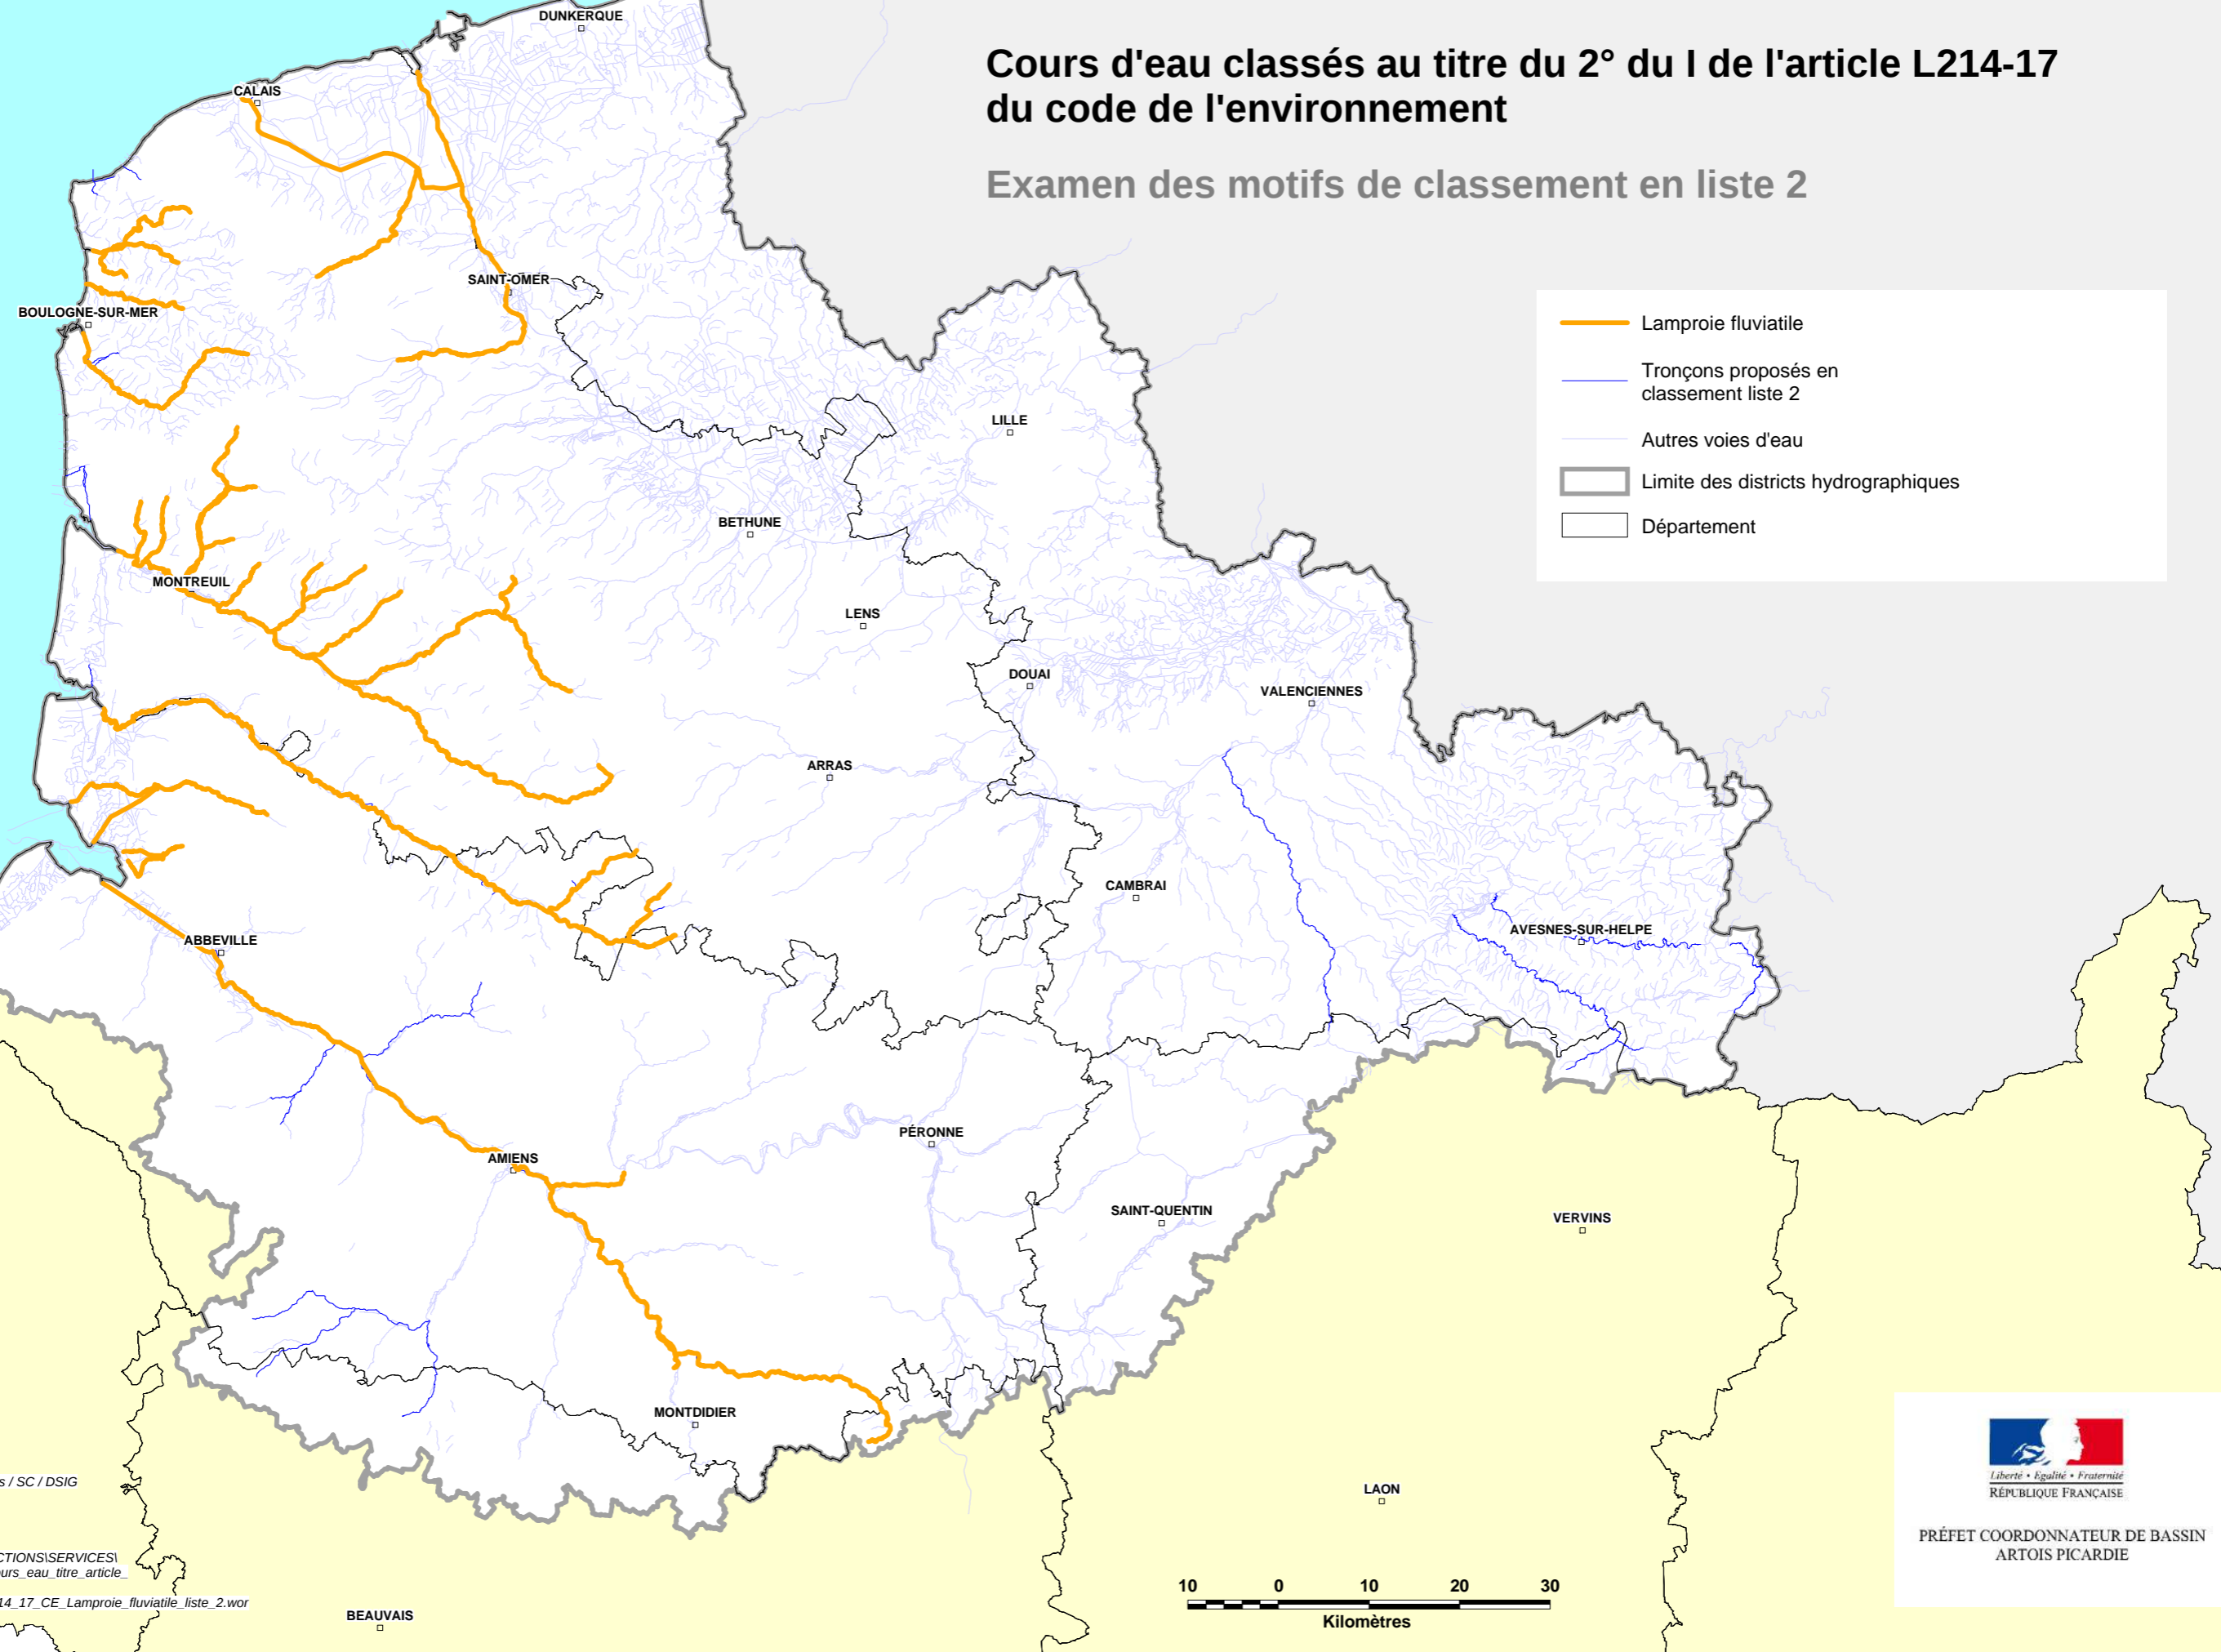 Cours d'eau classés au titre du 2° du I de l'article L214-17
du code de l'environnement
Examen des motifs de classement en liste 2
Lamproie fluviatile
Tronçons proposés en
classement liste 2
Autres voies d'eau
Limite des districts hydrographiques
Département
DUNKERQUE
CALAIS
SAINT-OMER
BOULOGNE-SUR-MER
LILLE
BETHUNE
MONTREUIL
LENS
DOUAI
VALENCIENNES
ARRAS
CAMBRAI
AVESNES-SUR-HELPE
ABBEVILLE
PÉRONNE
AMIENS
SAINT-QUENTIN
VERVINS
MONTDIDIER
LAON
BEAUVAIS
s / SC / DSIG
CTIONS\SERVICES\
urs_eau_titre_article_
14_17_CE_Lamproie_fluviatile_liste_2.wor
10 0 10 20 30
Kilomètres
Liberté • Egalité • Fraternité
RÉPUBLIQUE FRANÇAISE
PRÉFET COORDONNATEUR DE BASSIN
ARTOIS PICARDIE